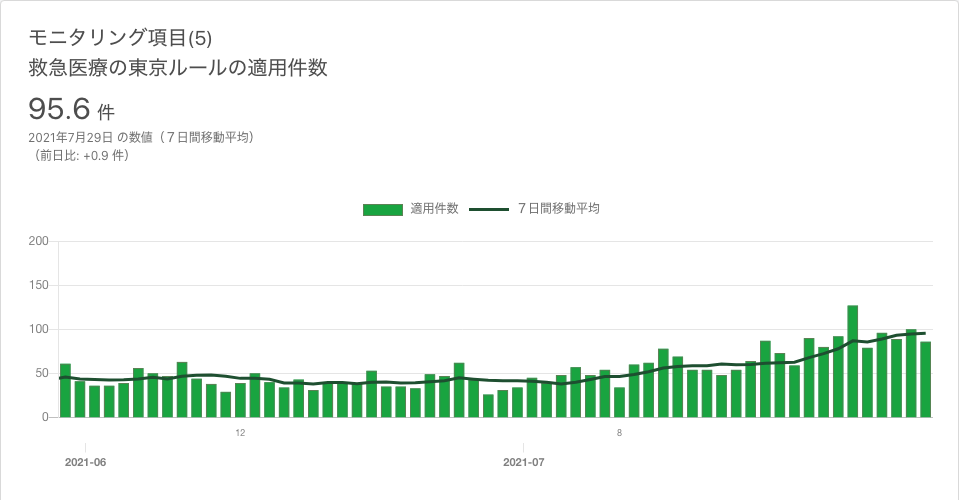 モニタリング項目(5)
救急医療の東京ルールの適用件数
95.6 件
2021年7月29日 の数値（７日間移動平均）
（前日比: +0.9 件）
適用件数 ７日間移動平均
200
150
100
50
0
12 8
2021-06 2021-07